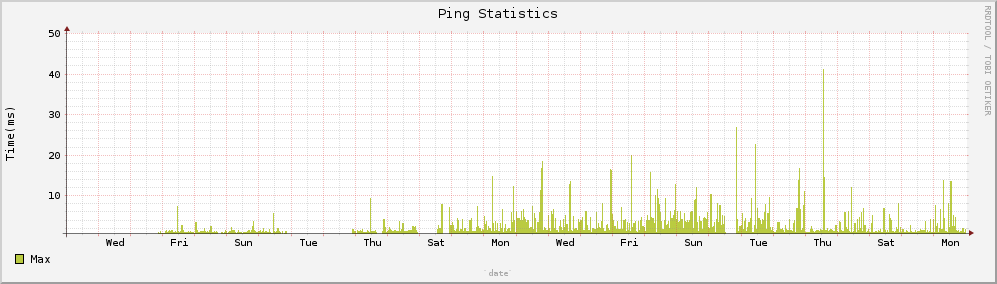 Ping Statistics
RRDTOOL / TOBI OETIKER
Time(ms)
50
40
30
20
10
Wed Fri Sun Tue Thu Sat Mon Wed Fri Sun Tue Thu Sat Mon
Max
`date`